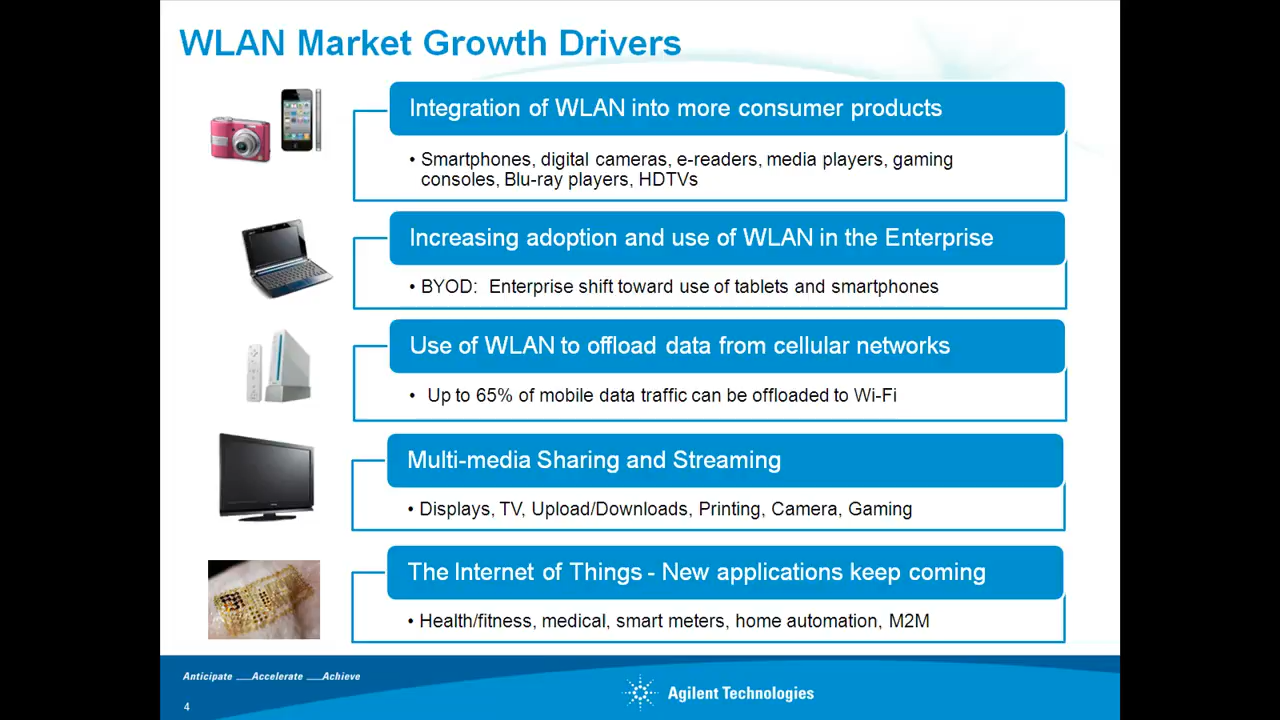 WLAN Market Growth Drivers
Integration of WLAN into more consumer products
• Smartphones, digital cameras, e-readers, media players, gaming
consoles, Blu-ray players, HDTVs
Increasing adoption and use of WLAN in the Enterprise
• BYOD: Enterprise shift toward use of tablets and smartphones
Use of WLAN to offload data from cellular networks
• Up to 65% of mobile data traffic can be offloaded to Wi-Fi
Multi-media Sharing and Streaming
• Displays, TV, Upload/Downloads, Printing, Camera, Gaming
The Internet of Things - New applications keep coming
• Health/fitness, medical, smart meters, home automation, M2M
Anticipate __Accelerate __Achieve
Agilent Technologies
4